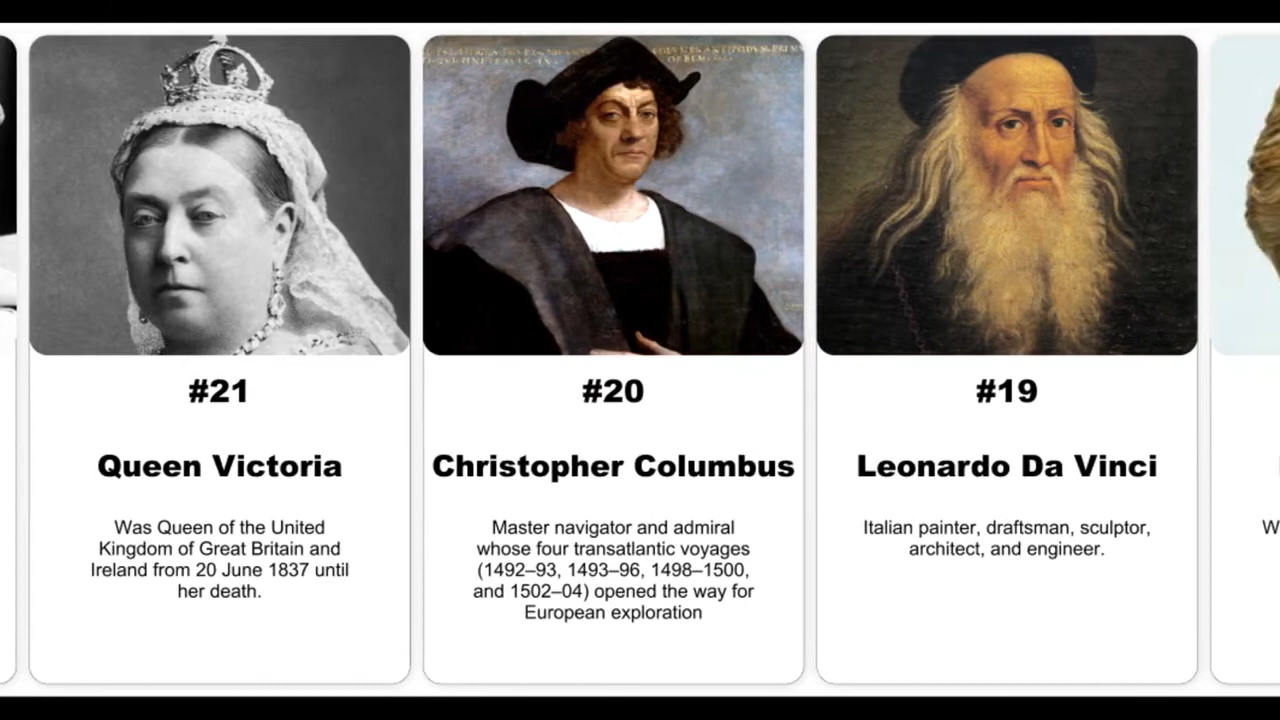 #21
Queen Victoria
Was Queen of the United
Kingdom of Great Britain and
Ireland from 20 June 1837 until
her death.
#20
Christopher Columbus
Master navigator and admiral
whose four transatlantic voyages
(1492–93, 1493–96, 1498–1500,
and 1502–04) opened the way for
European exploration
#19
Leonardo Da Vinci
Italian painter, draftsman, sculptor,
architect, and engineer.